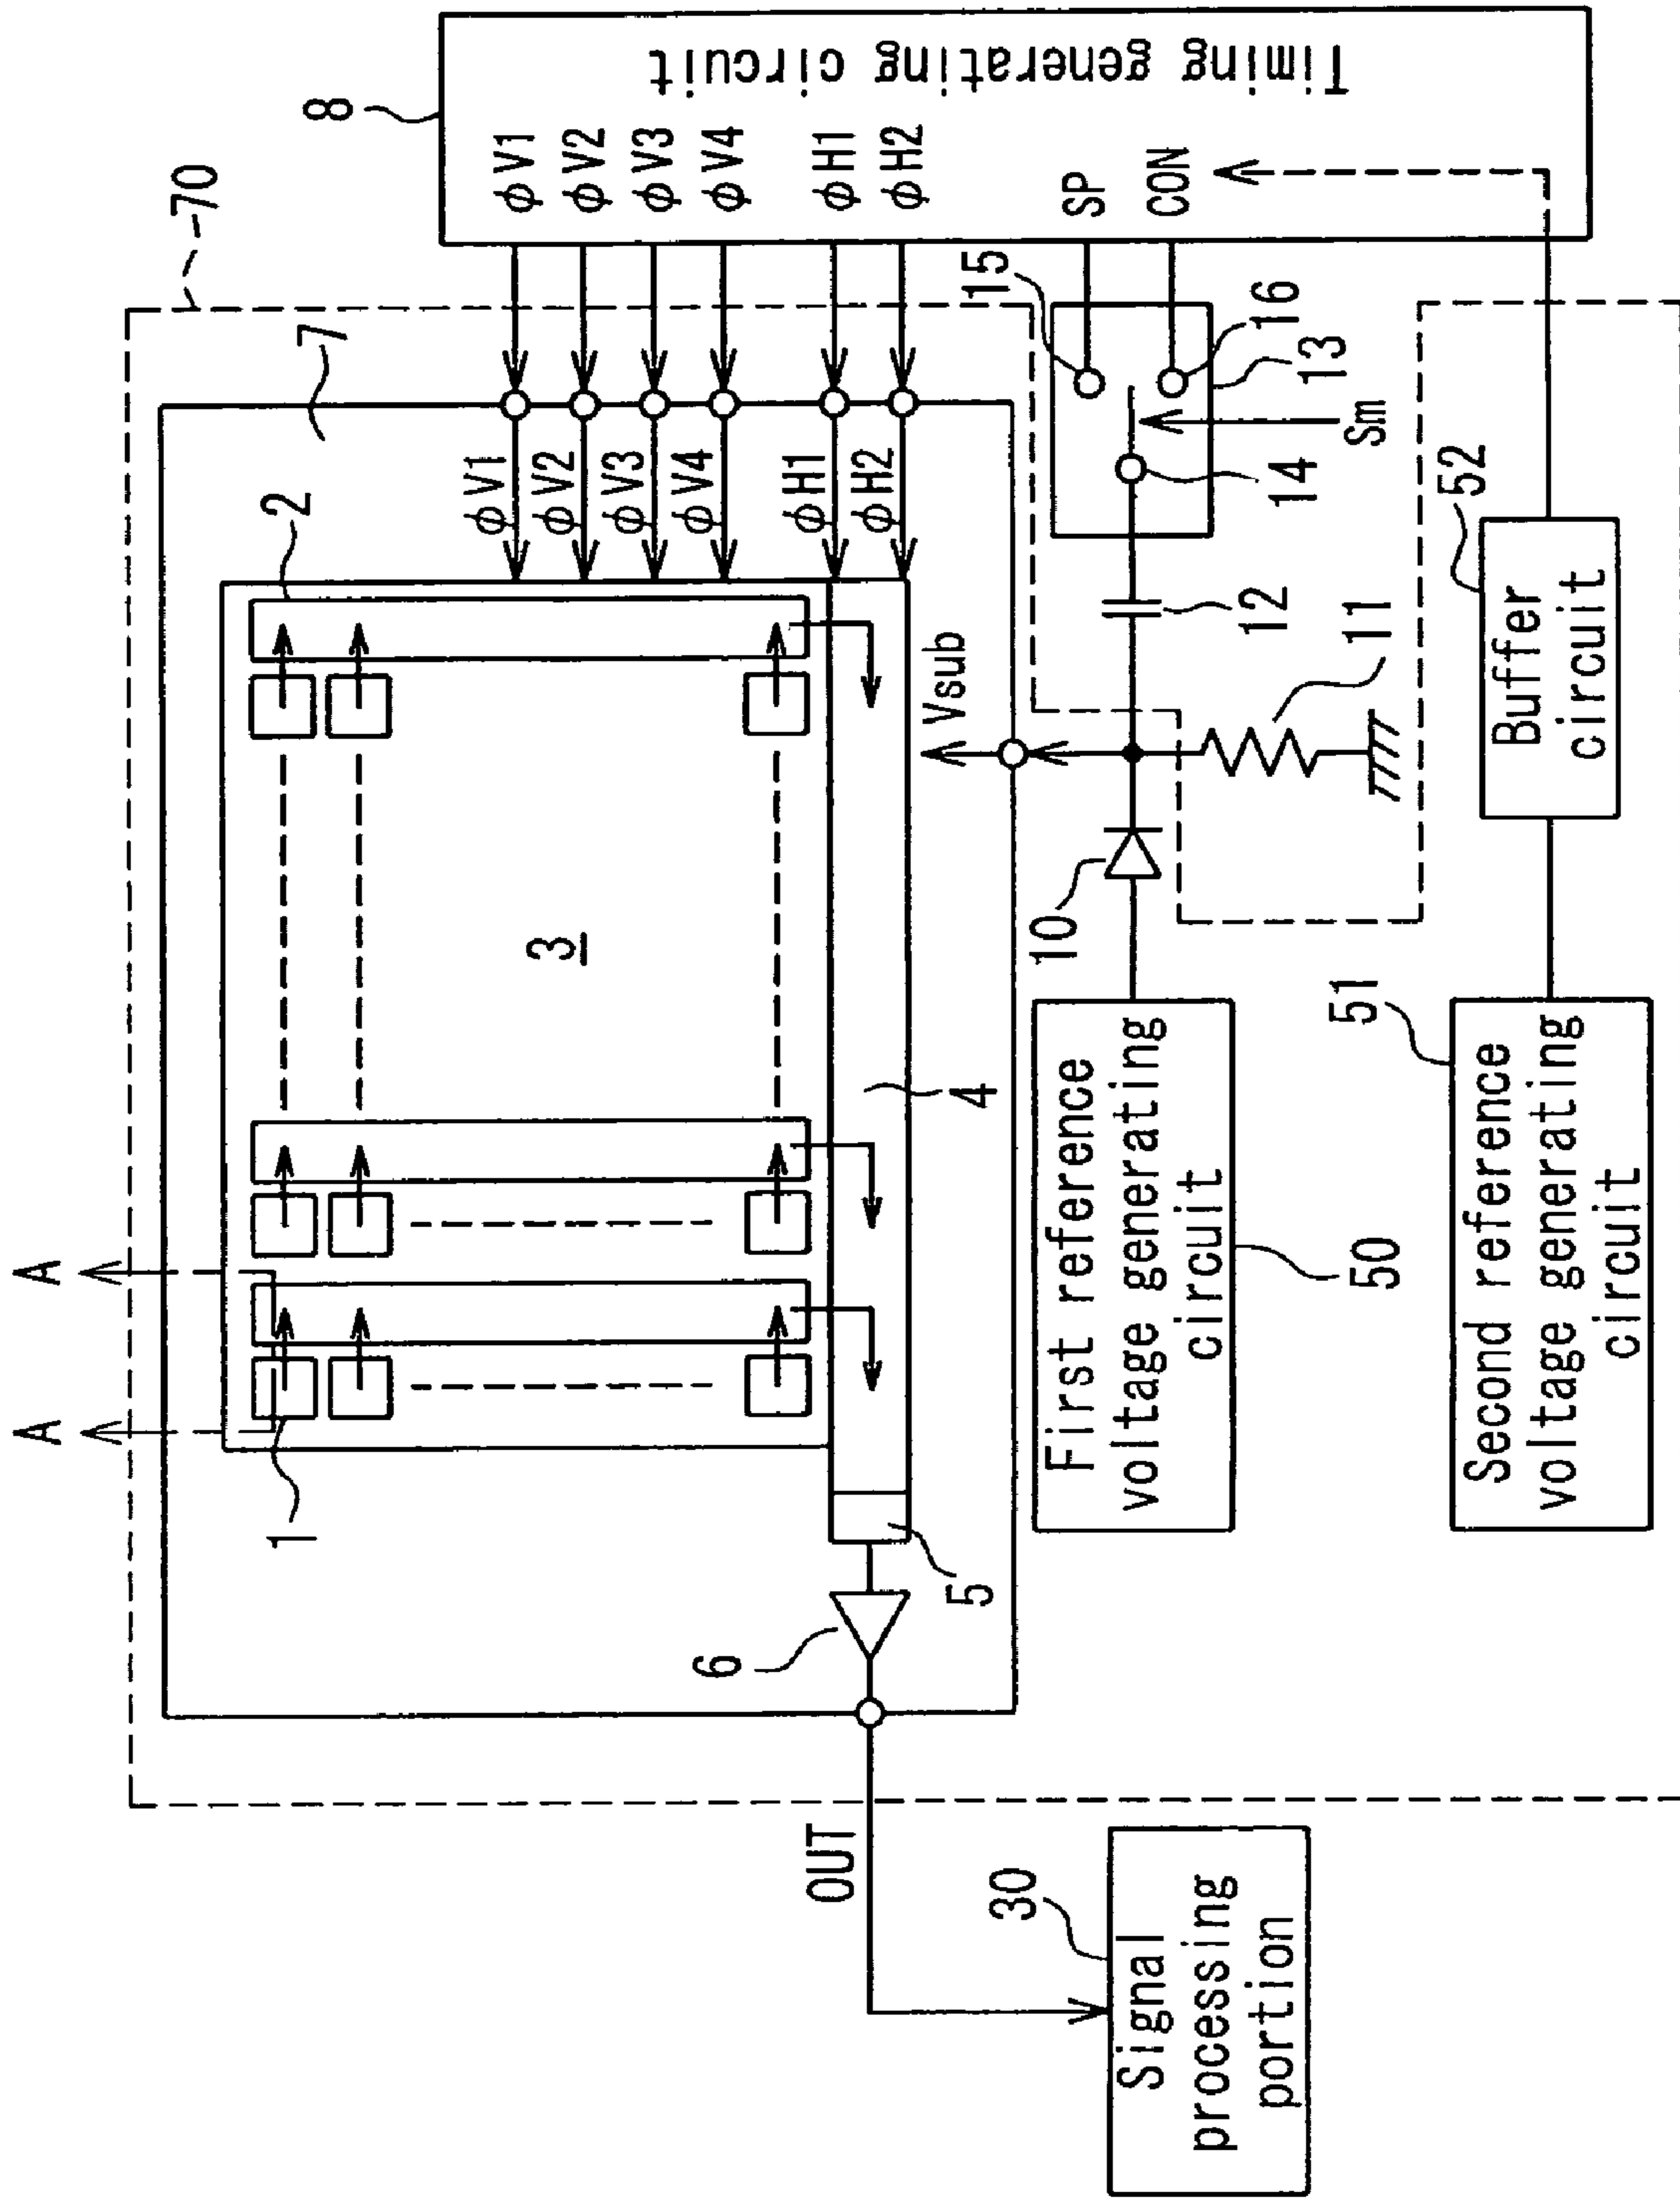 A
A
70
8
7
2
φV1
φV2
φV3
φV4
φH1
φH2
φV1
φV2
φV3
φV4
φH1
φH2
SP
CON
Timing generating circuit
3
1
4
5
6
OUT
Vsub
15
16
13
14
Sm
12
11
10
First reference
voltage generating
circuit
50
51
Second reference
voltage generating
circuit
52
Buffer
circuit
30
Signal
processing
portion